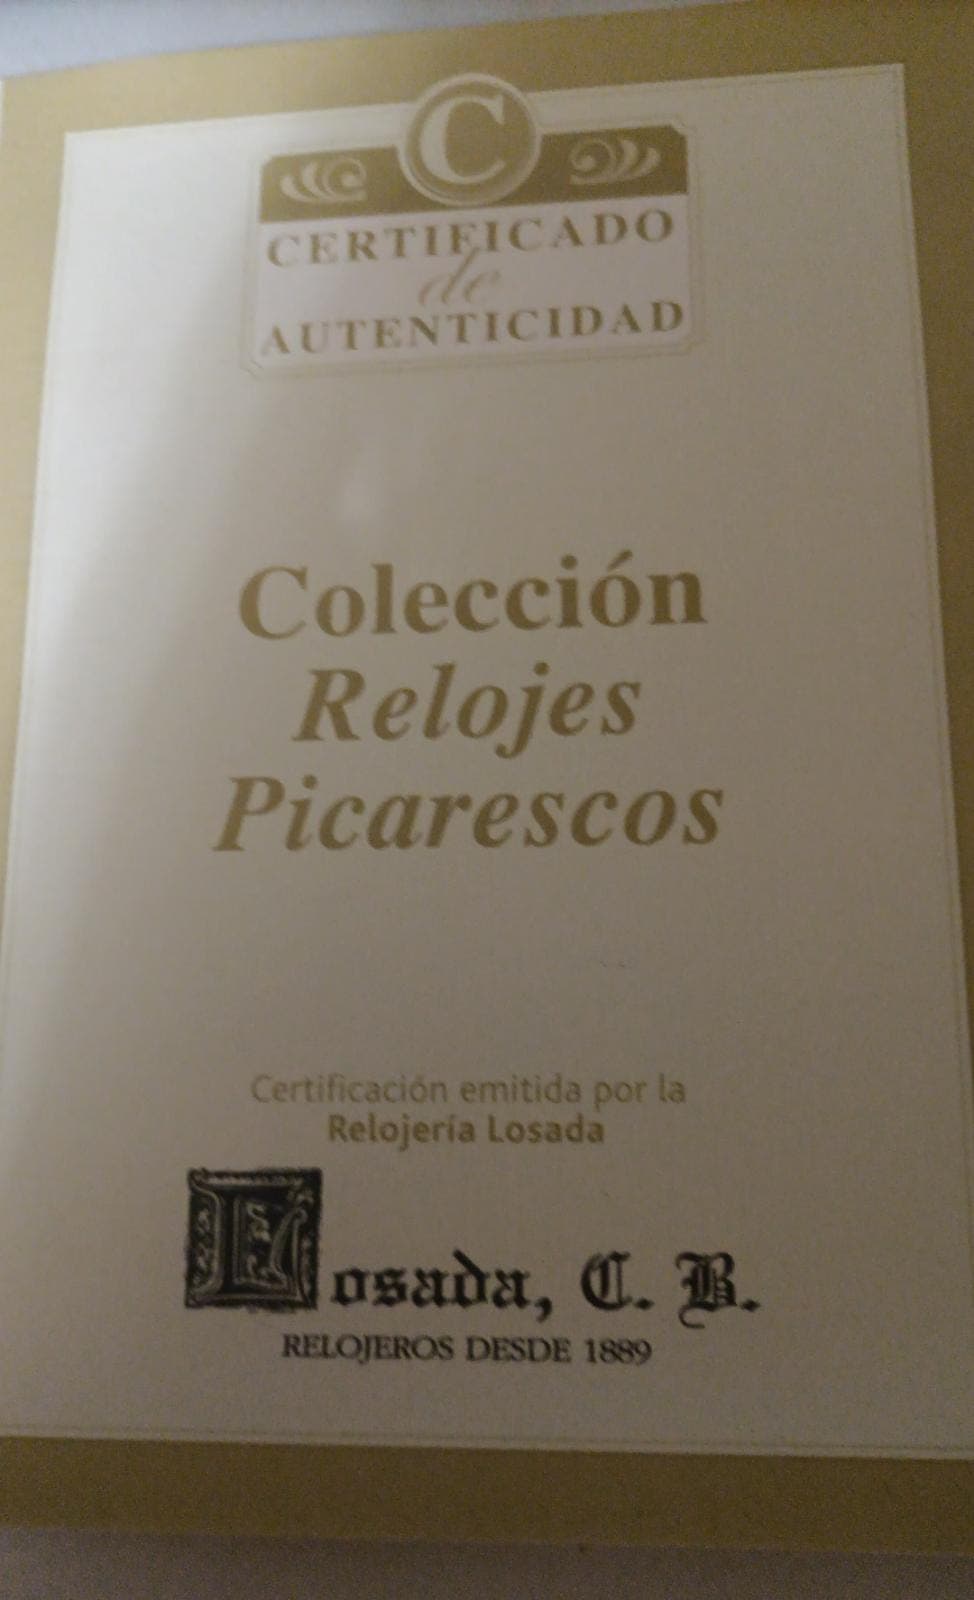 C
CERTIFICADO
de
AUTENTICIDAD
Colección
Relojes
Picarescos
Certificación emitida por la
Relojería Losada
Losada, C. B.
RELOJEROS DESDE 1889